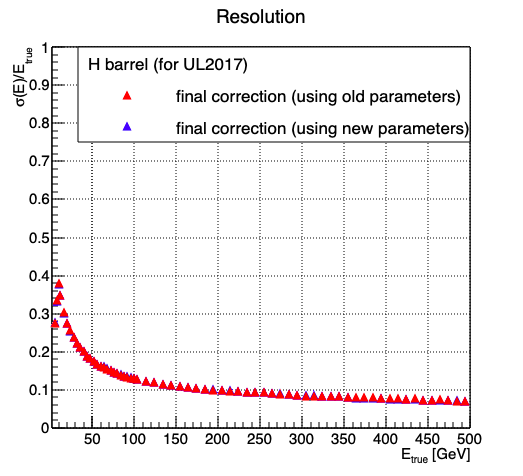 Resolution
σ(E)/E_true
H barrel (for UL2017)
final correction (using old parameters)
final correction (using new parameters)
1
0.9
0.8
0.7
0.6
0.5
0.4
0.3
0.2
0.1
0
50 100 150 200 250 300 350 400 450 500
E_true [GeV]